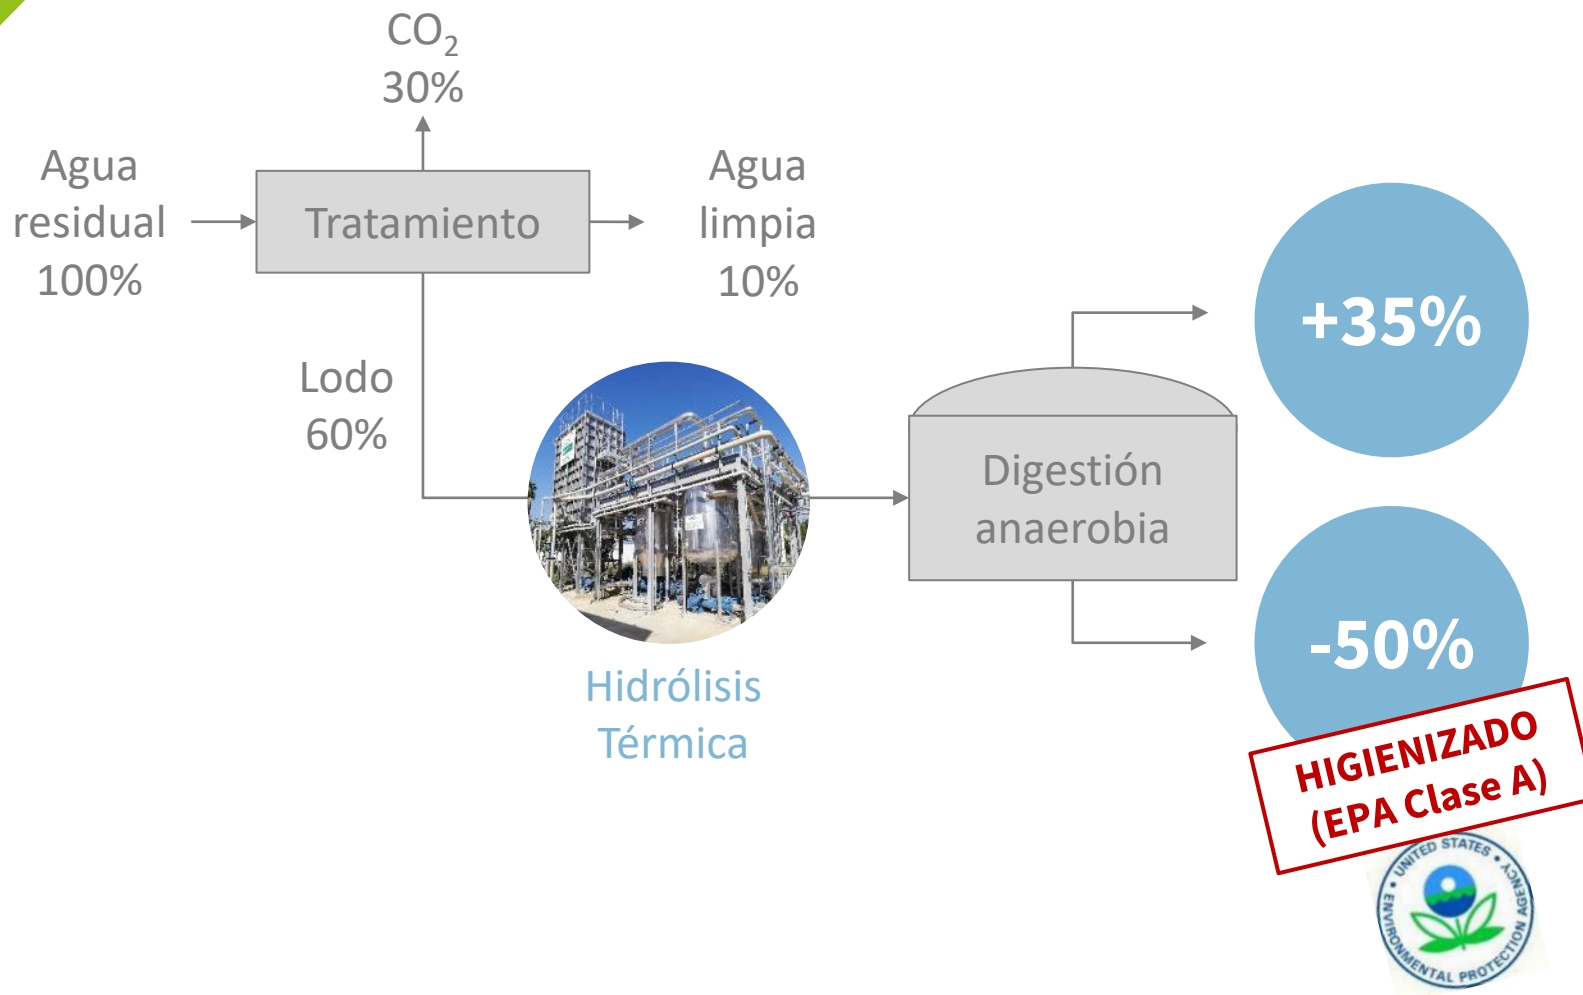 CO₂
30%
Agua
residual
100%
Tratamiento
Agua
limpia
10%
Lodo
60%
Hidrólisis
Térmica
Digestión
anaerobia
+35%
-50%
HIGIENIZADO
(EPA Clase A)
UNITED STATES • ENVIRONMENTAL PROTECTION AGENCY •